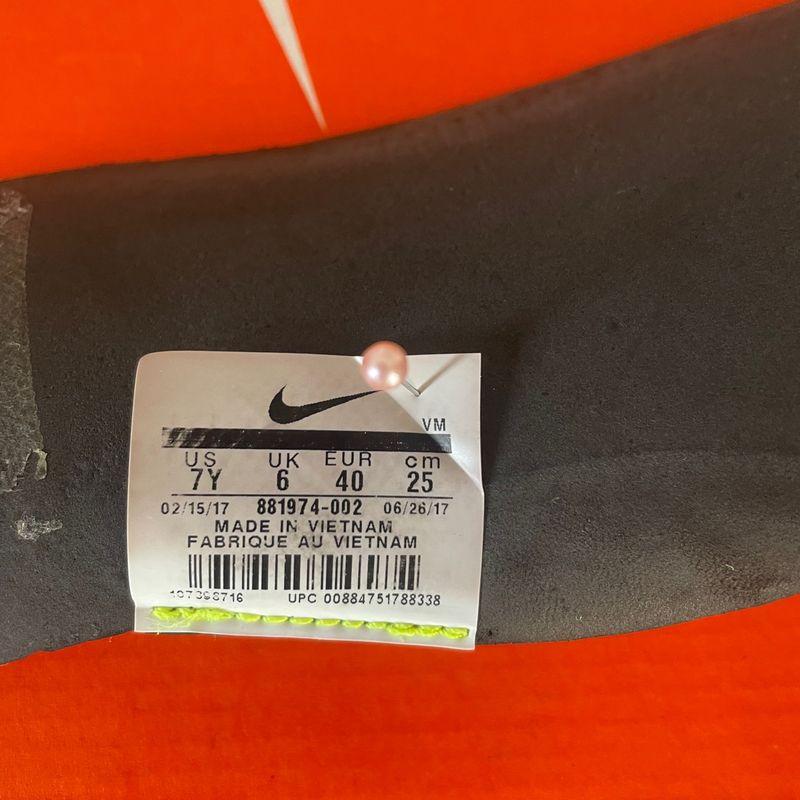 VM
US UK EUR cm
7Y 6 40 25
02/15/17 881974-002 06/26/17
MADE IN VIETNAM
FABRIQUE AU VIETNAM
UPC 00884751788338